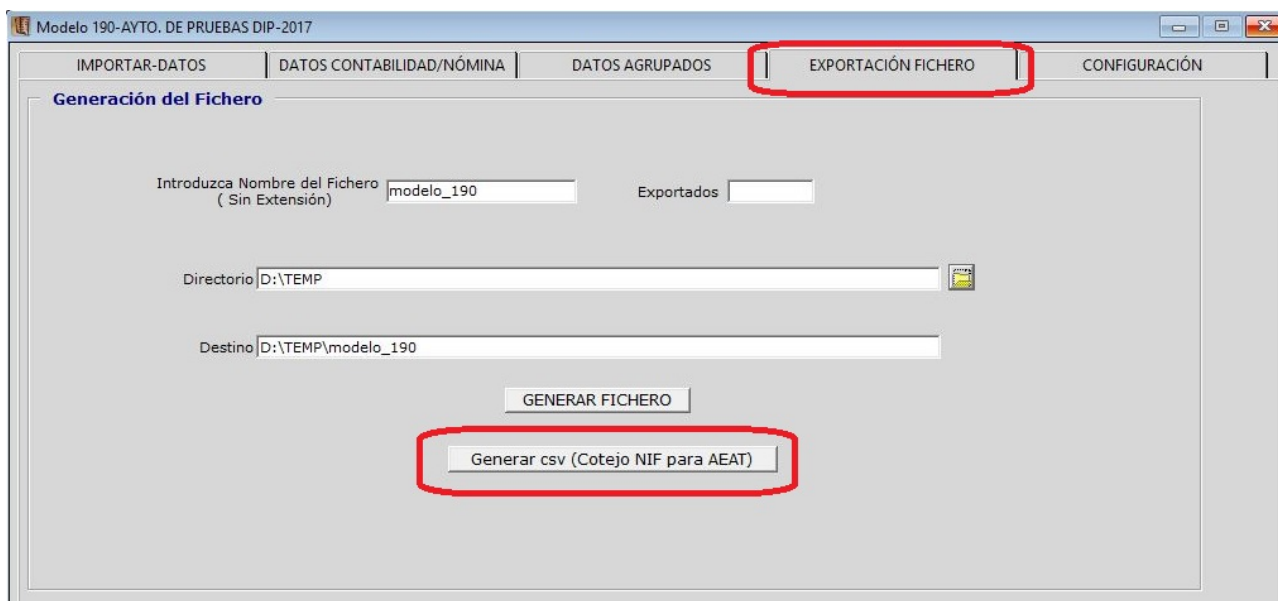 Modelo 190-AYTO. DE PRUEBAS DIP-2017
IMPORTAR-DATOS DATOS CONTABILIDAD/NÓMINA DATOS AGRUPADOS EXPORTACIÓN FICHERO CONFIGURACIÓN
Generación del Fichero
Introduzca Nombre del Fichero
( Sin Extensión) modelo_190 Exportados
Directorio D:\TEMP
Destino D:\TEMP\modelo_190
GENERAR FICHERO
Generar csv (Cotejo NIF para AEAT)